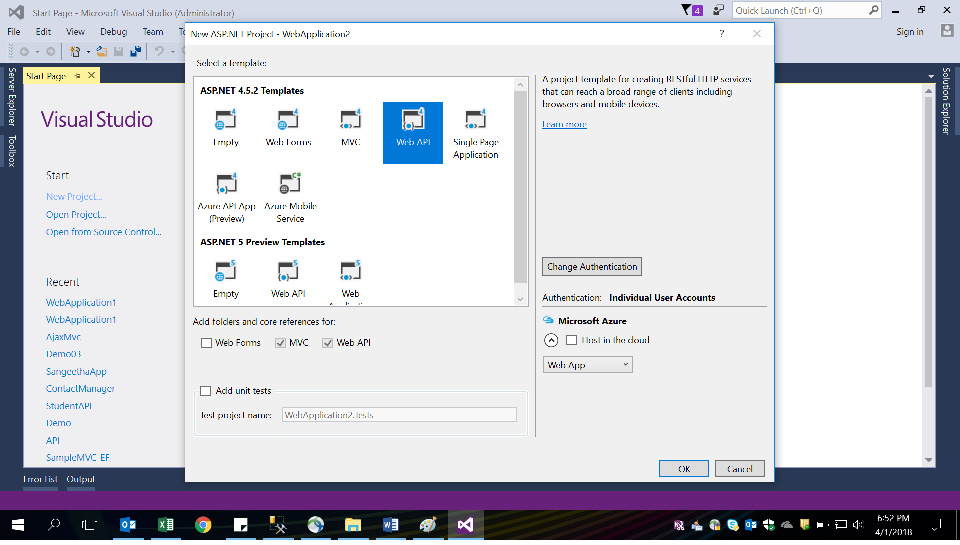 Start Page - Microsoft Visual Studio (Administrator)
4
Quick Launch (Ctrl+Q)
File Edit View Debug Team
Sign in
Start Page
Server Explorer
Toolbox
Solution Explorer
Visual Studio
Start
New Project...
Open Project...
Open from Source Control...
Recent
WebApplication1
WebApplication1
AjaxMvc
Demo03
SangeethaApp
ContactManager
StudentAPI
Demo
API
SampleMVC_EF
New ASP.NET Project - WebApplication2
?
Select a template:
ASP.NET 4.5.2 Templates
Empty
Web Forms
MVC
Web API
Single Page
Application
Azure API App
(Preview)
Azure Mobile
Service
ASP.NET 5 Preview Templates
Empty
Web API
Web
Add folders and core references for:
Web Forms MVC Web API
Add unit tests
Test project name: WebApplication2.Tests
A project template for creating RESTful HTTP services
that can reach a broad range of clients including
browsers and mobile devices.
Learn more
Change Authentication
Authentication: Individual User Accounts
Microsoft Azure
Host in the cloud
Web App
OK Cancel
Error List Output
6:52 PM
4/1/2018